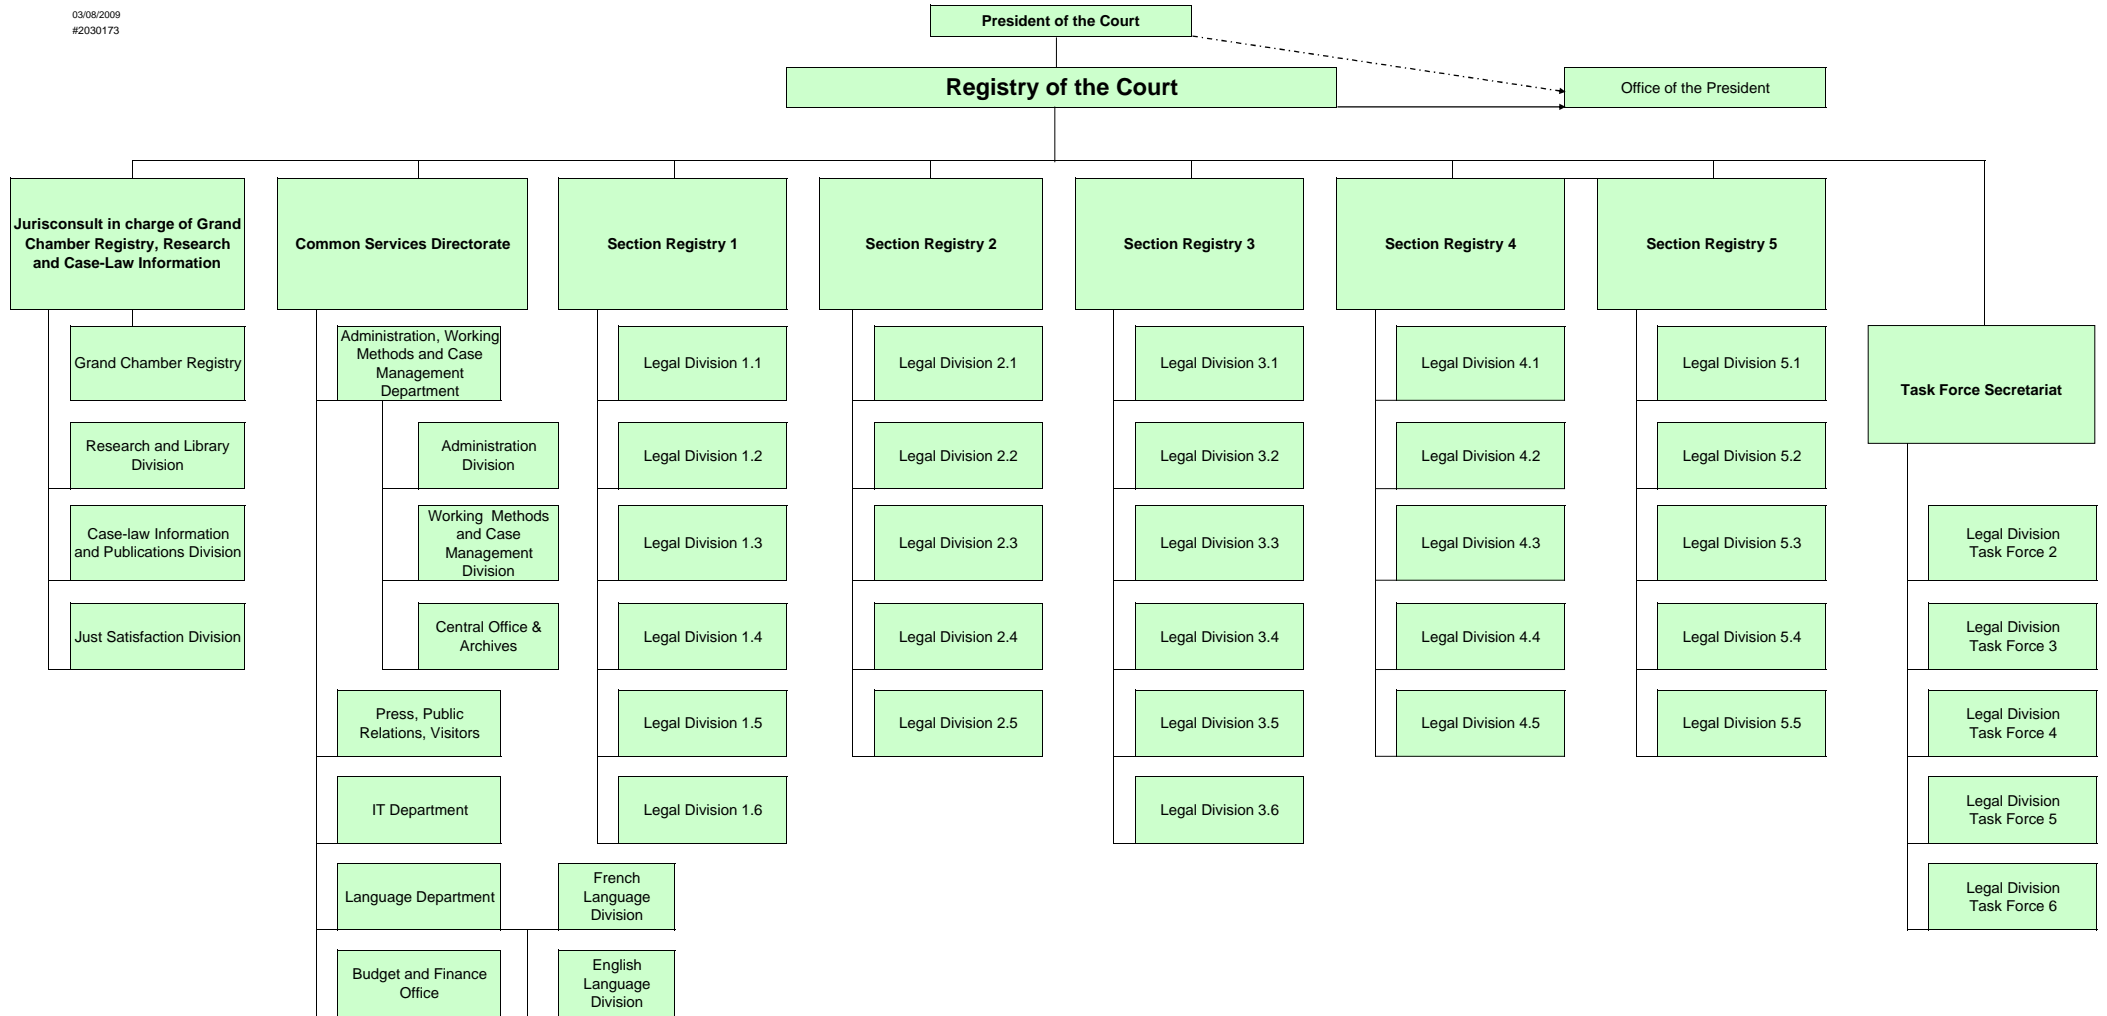 03/08/2009
#2030173
President of the Court
Registry of the Court
Office of the President
Jurisconsult in charge of Grand
Chamber Registry, Research
and Case-Law Information
Common Services Directorate
Section Registry 1
Section Registry 2
Section Registry 3
Section Registry 4
Section Registry 5
Task Force Secretariat
Grand Chamber Registry
Research and Library
Division
Case-law Information
and Publications Division
Just Satisfaction Division
Administration, Working
Methods and Case
Management
Department
Administration
Division
Working Methods
and Case
Management
Division
Central Office &
Archives
Press, Public
Relations, Visitors
IT Department
Language Department
French
Language
Division
Budget and Finance
Office
English
Language
Division
Legal Division 1.1
Legal Division 1.2
Legal Division 1.3
Legal Division 1.4
Legal Division 1.5
Legal Division 1.6
Legal Division 2.1
Legal Division 2.2
Legal Division 2.3
Legal Division 2.4
Legal Division 2.5
Legal Division 3.1
Legal Division 3.2
Legal Division 3.3
Legal Division 3.4
Legal Division 3.5
Legal Division 3.6
Legal Division 4.1
Legal Division 4.2
Legal Division 4.3
Legal Division 4.4
Legal Division 4.5
Legal Division 5.1
Legal Division 5.2
Legal Division 5.3
Legal Division 5.4
Legal Division 5.5
Legal Division
Task Force 2
Legal Division
Task Force 3
Legal Division
Task Force 4
Legal Division
Task Force 5
Legal Division
Task Force 6